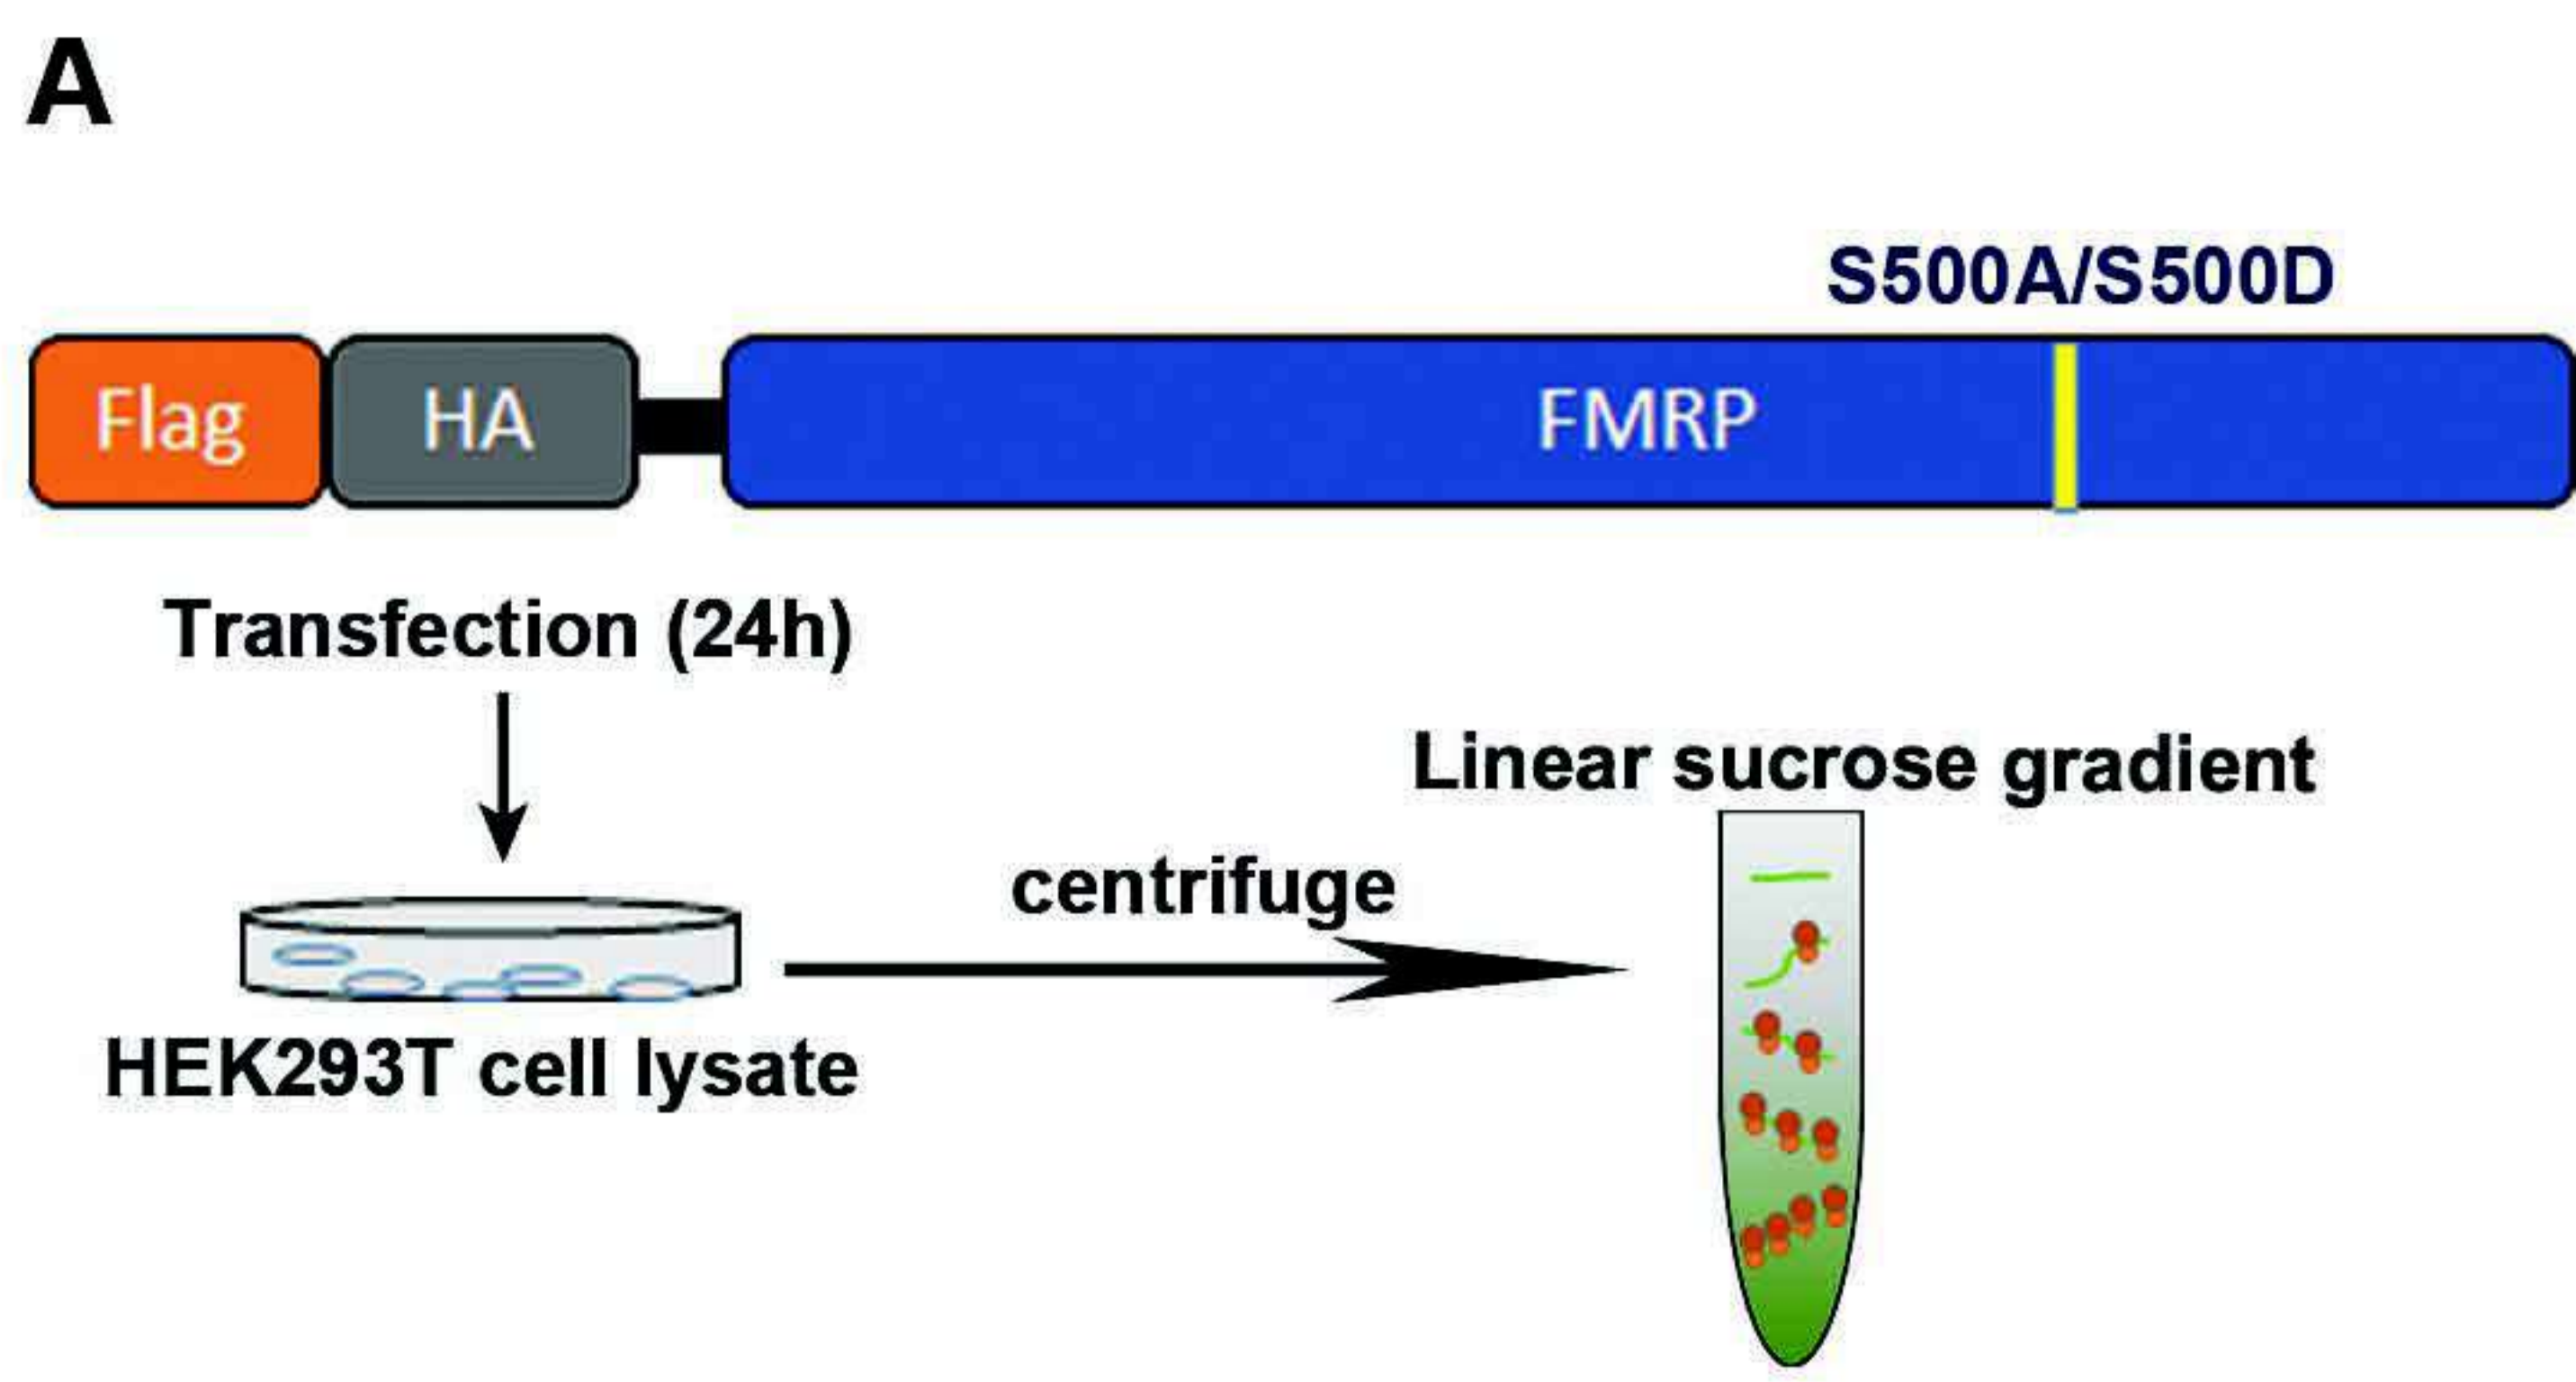 A
S500A/S500D
Flag HA FMRP
Transfection (24h)
Linear sucrose gradient
centrifuge
HEK293T cell lysate